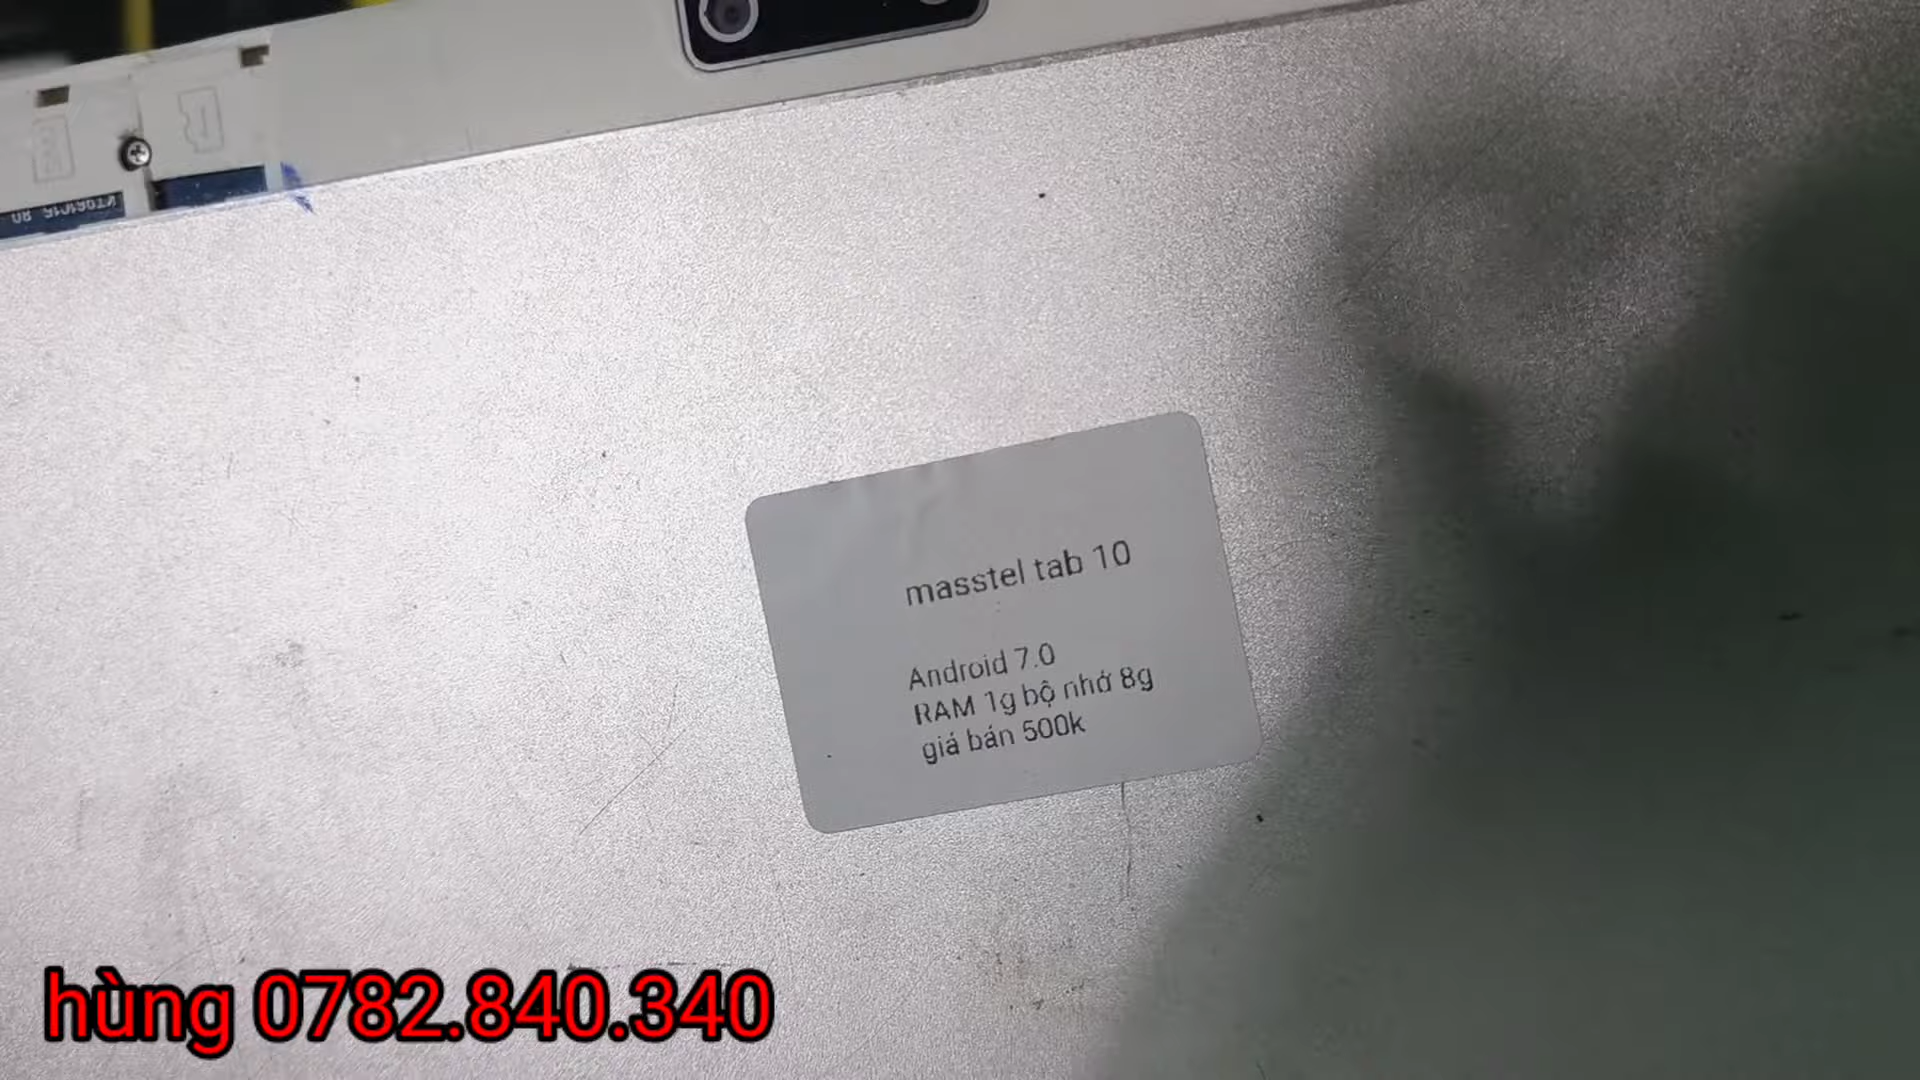 masstel tab 10
Android 7.0
RAM 1g bộ nhớ 8g
giá bán 500k
hùng 0782.840.340